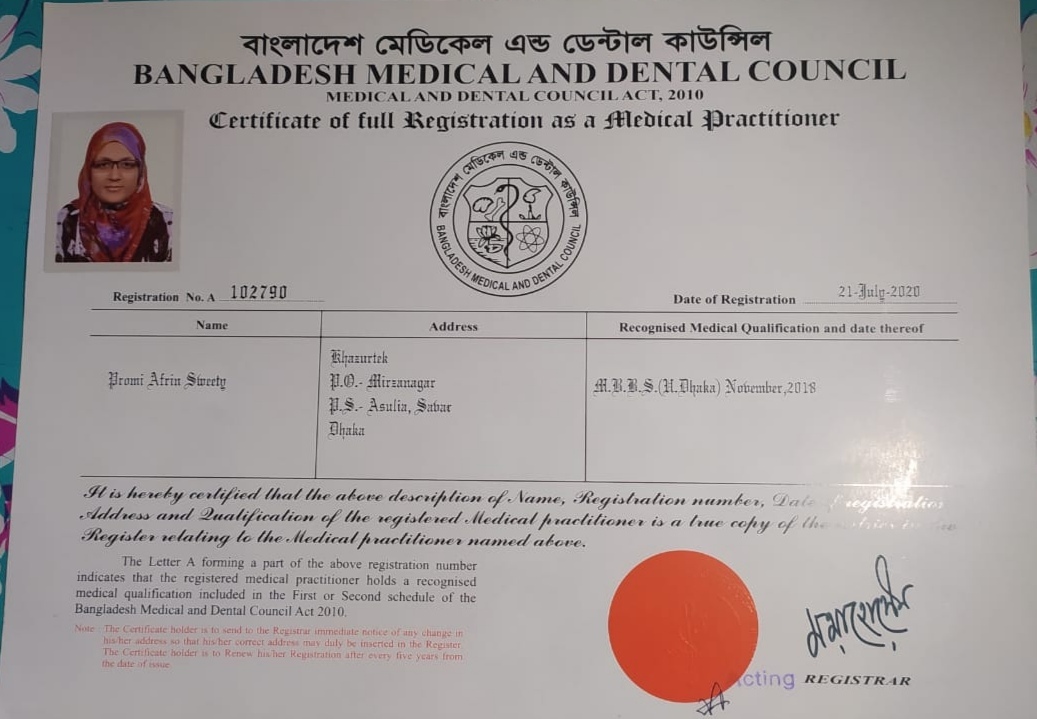 বাংলাদেশ মেডিকেল এন্ড ডেন্টাল কাউন্সিল
BANGLADESH MEDICAL AND DENTAL COUNCIL
MEDICAL AND DENTAL COUNCIL ACT, 2010
Certificate of full Registration as a Medical Practitioner
বাংলাদেশ মেডিকেল এন্ড ডেন্টাল কাউন্সিল
BANGLADESH MEDICAL AND DENTAL COUNCIL
Registration No. A 102790
Date of Registration 21-July-2020
Name Address Recognised Medical Qualification and date thereof
Khazurtek
Promi Afrin Sweety P.O.- Mirzanagar M.B.B.S.(U.Dhaka) November,2018
P.S.- Asulia, Savar
Dhaka
It is hereby certified that the above description of Name, Registration number, Date registration
Address and Qualification of the registered Medical practitioner is a true copy of the
Register relating to the Medical practitioner named above.
The Letter A forming a part of the above registration number
indicates that the registered medical practitioner holds a recognised
medical qualification included in the First or Second schedule of the
Bangladesh Medical and Dental Council Act 2010.
Note : The Certificate holder is to send to the Registrar immediate notice of any change in
his/her address so that his/her correct address may duly be inserted in the Register.
The Certificate holder is to Renew his/her Registration after every five years from
the date of issue.
cting REGISTRAR